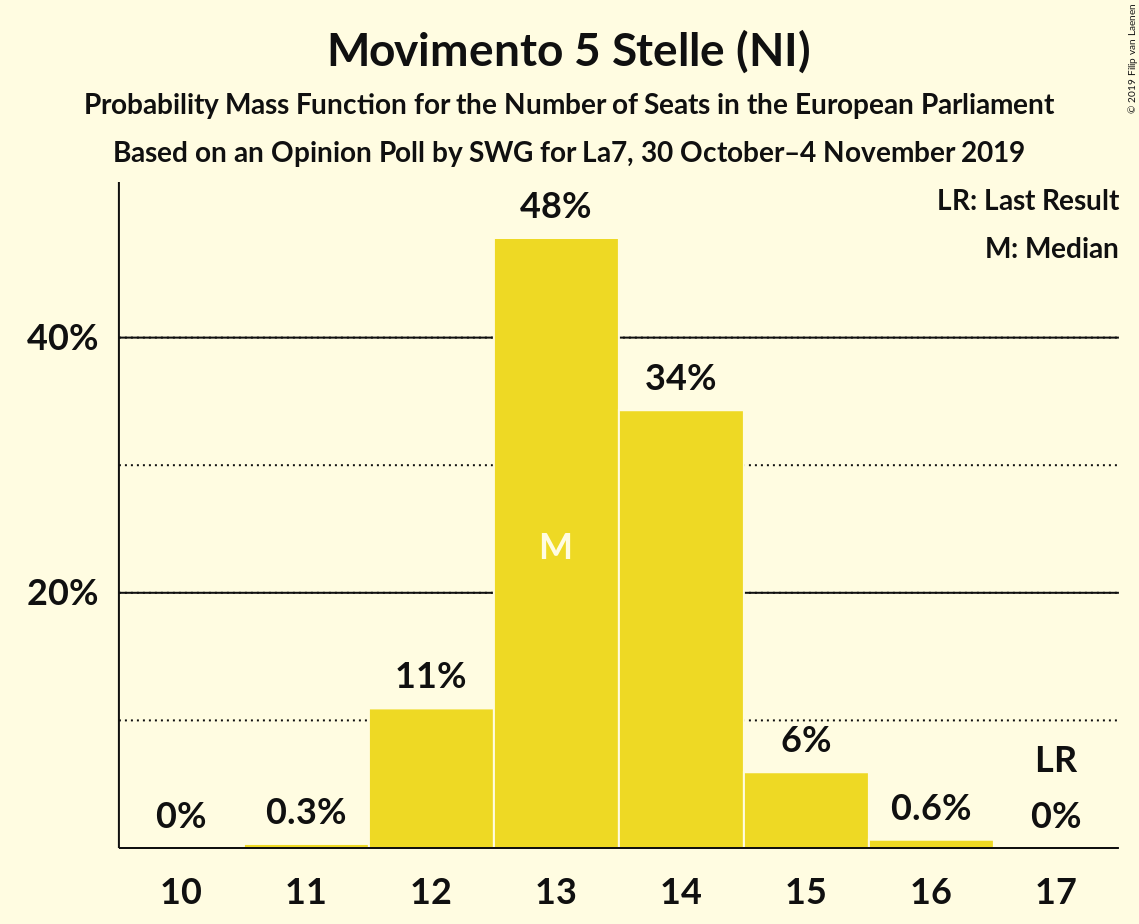 Movimento 5 Stelle (NI)
Probability Mass Function for the Number of Seats in the European Parliament
Based on an Opinion Poll by SWG for La7, 30 October–4 November 2019
© 2019 Filip van Laenen
LR: Last Result
M: Median
48%
40%
34%
M
20%
11%
6%
LR
0%
0.3%
0.6%
0%
10 11 12 13 14 15 16 17